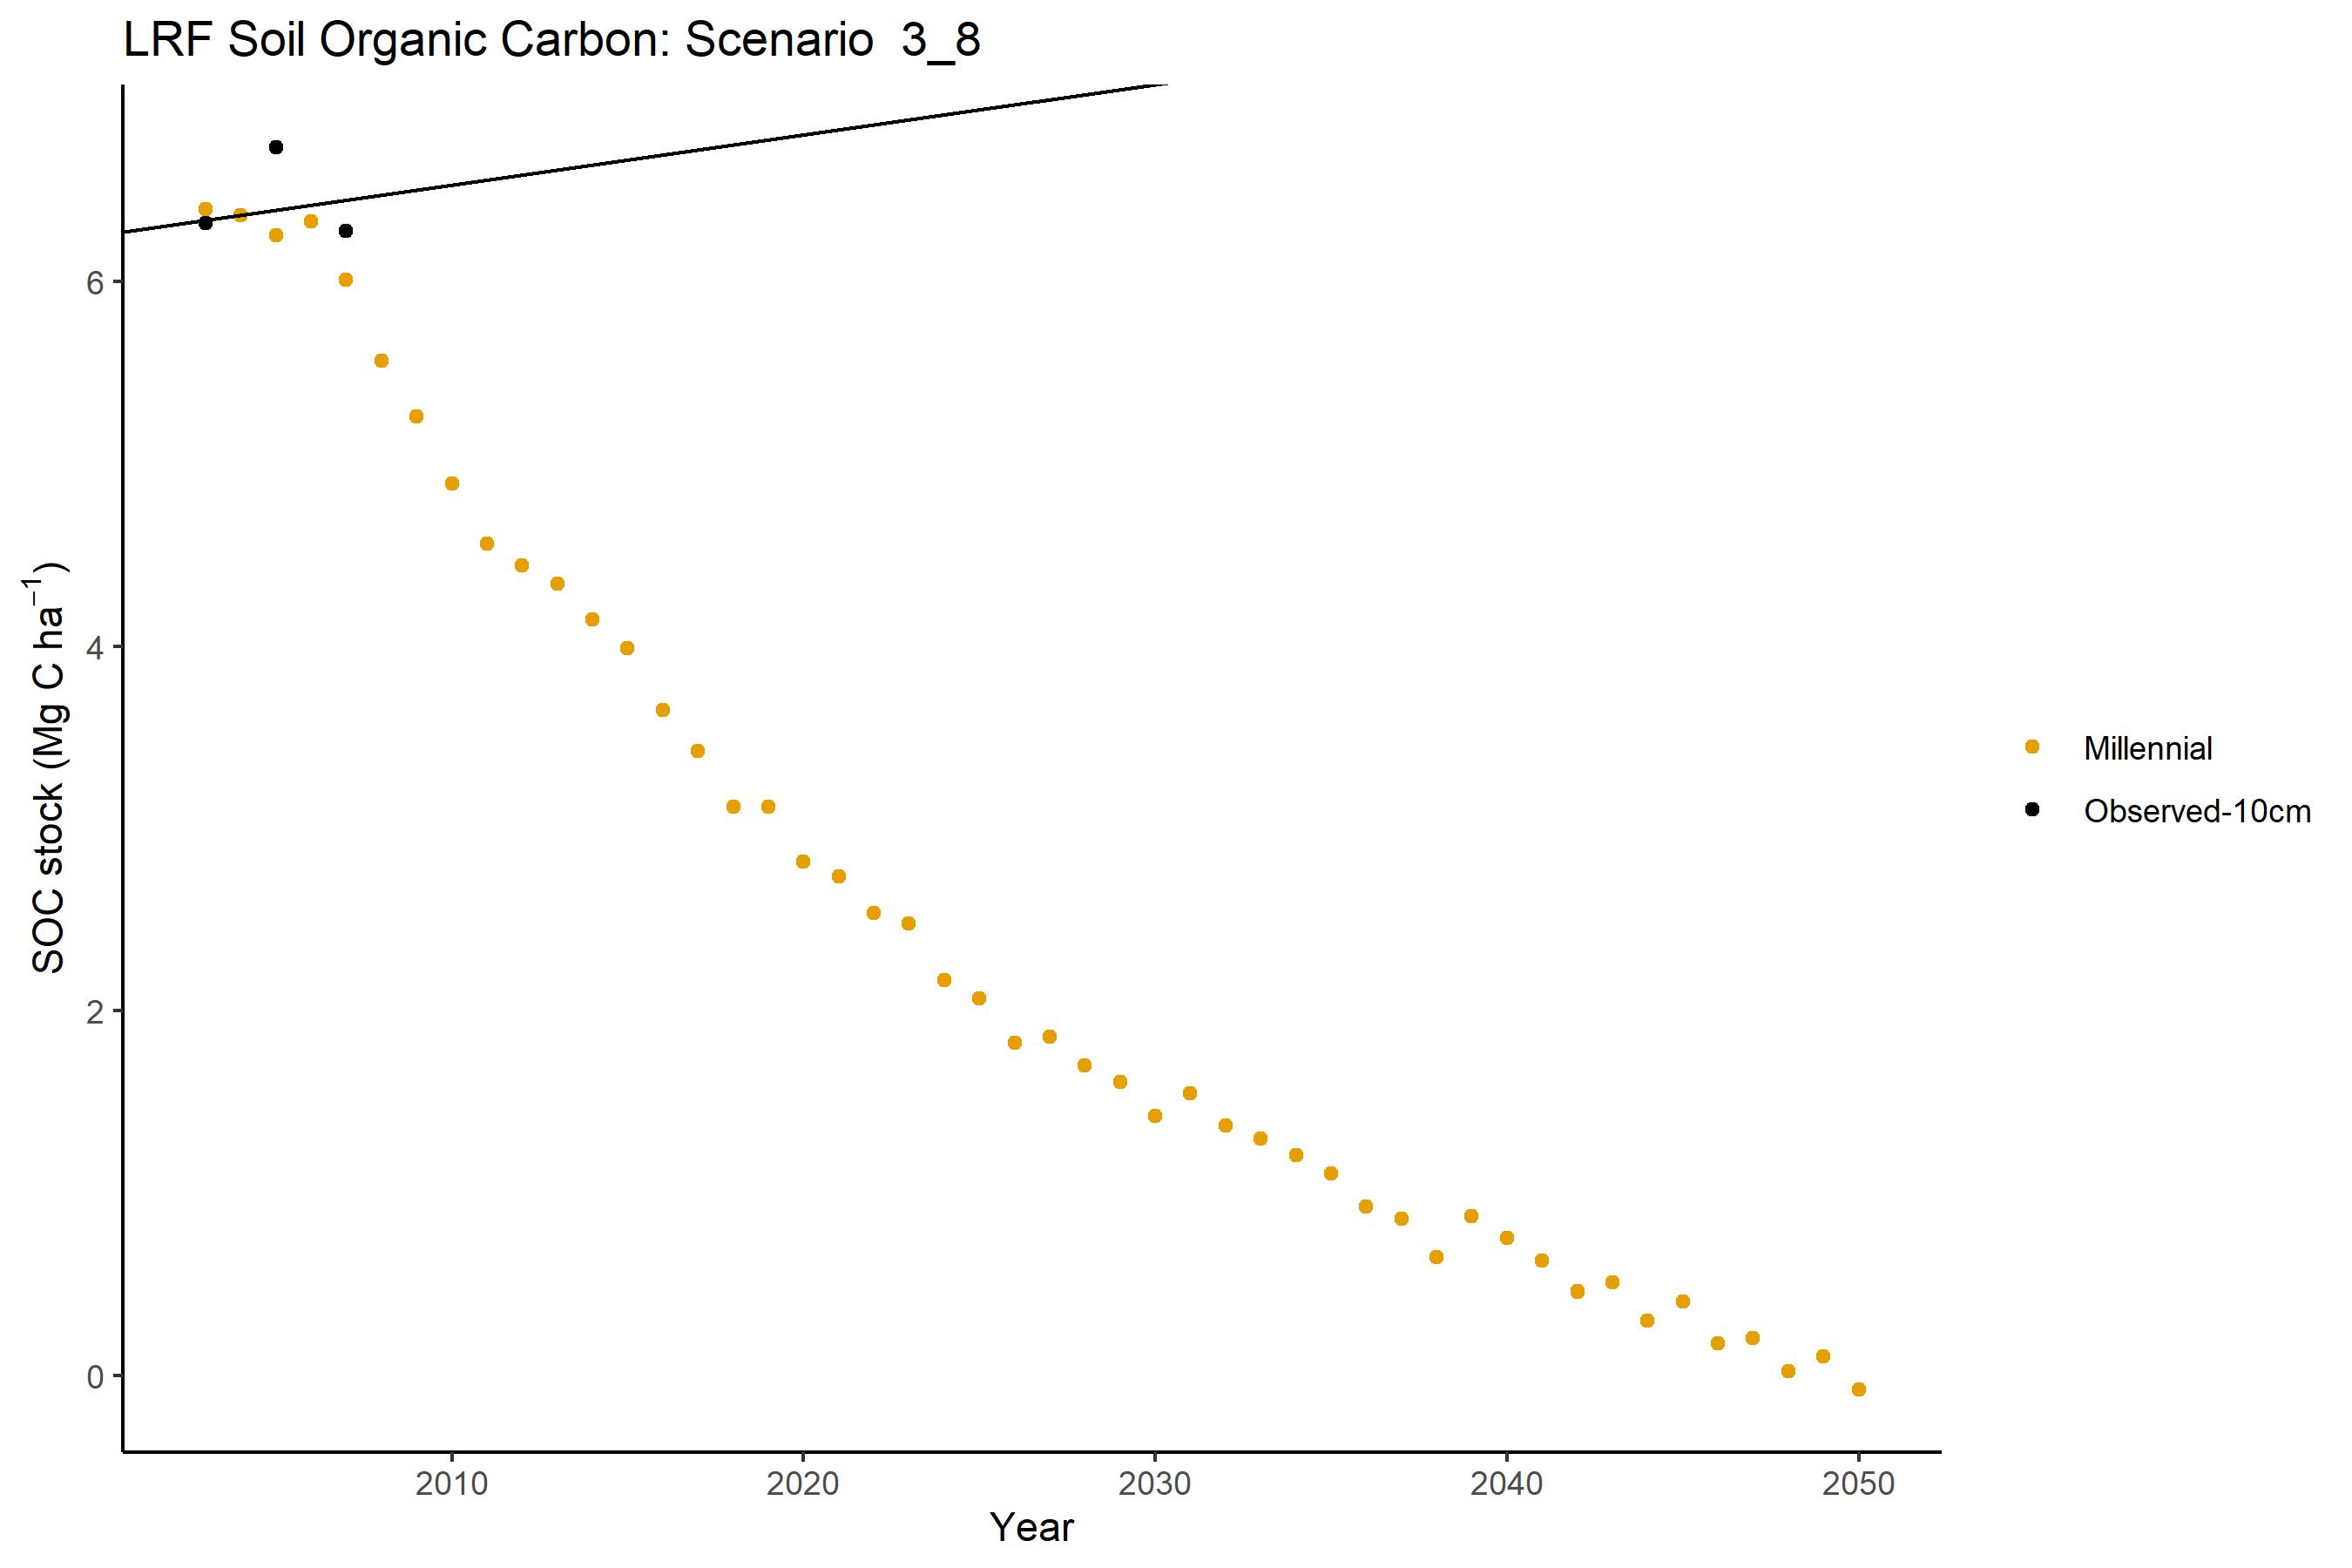 LRF Soil Organic Carbon: Scenario  3_8
SOC stock (Mg C ha⁻¹)
6
4
2
0
2010
2020
2030
2040
2050
Year
Millennial
Observed-10cm